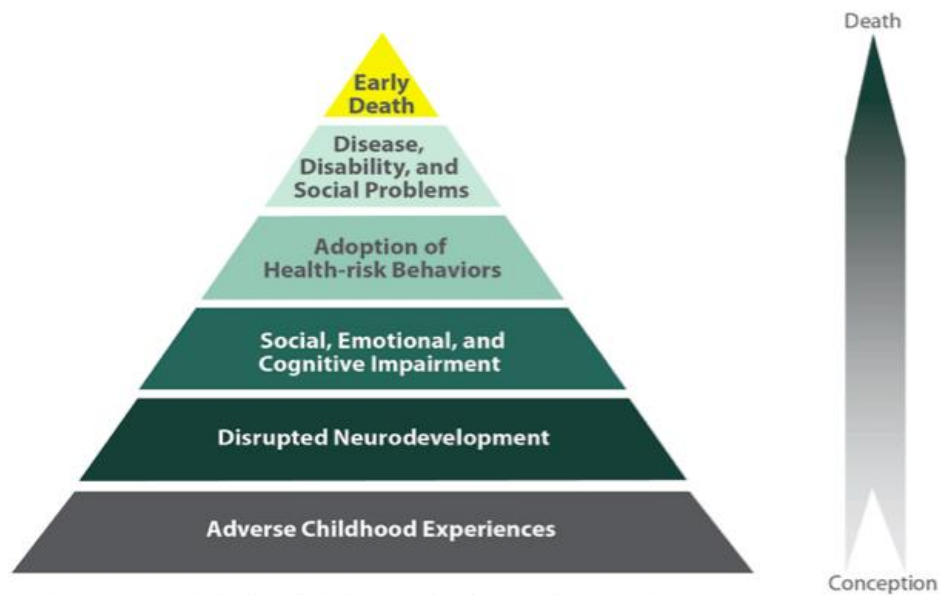 Death
Early
Death
Disease,
Disability, and
Social Problems
Adoption of
Health-risk Behaviors
Social, Emotional, and
Cognitive Impairment
Disrupted Neurodevelopment
Adverse Childhood Experiences
Conception